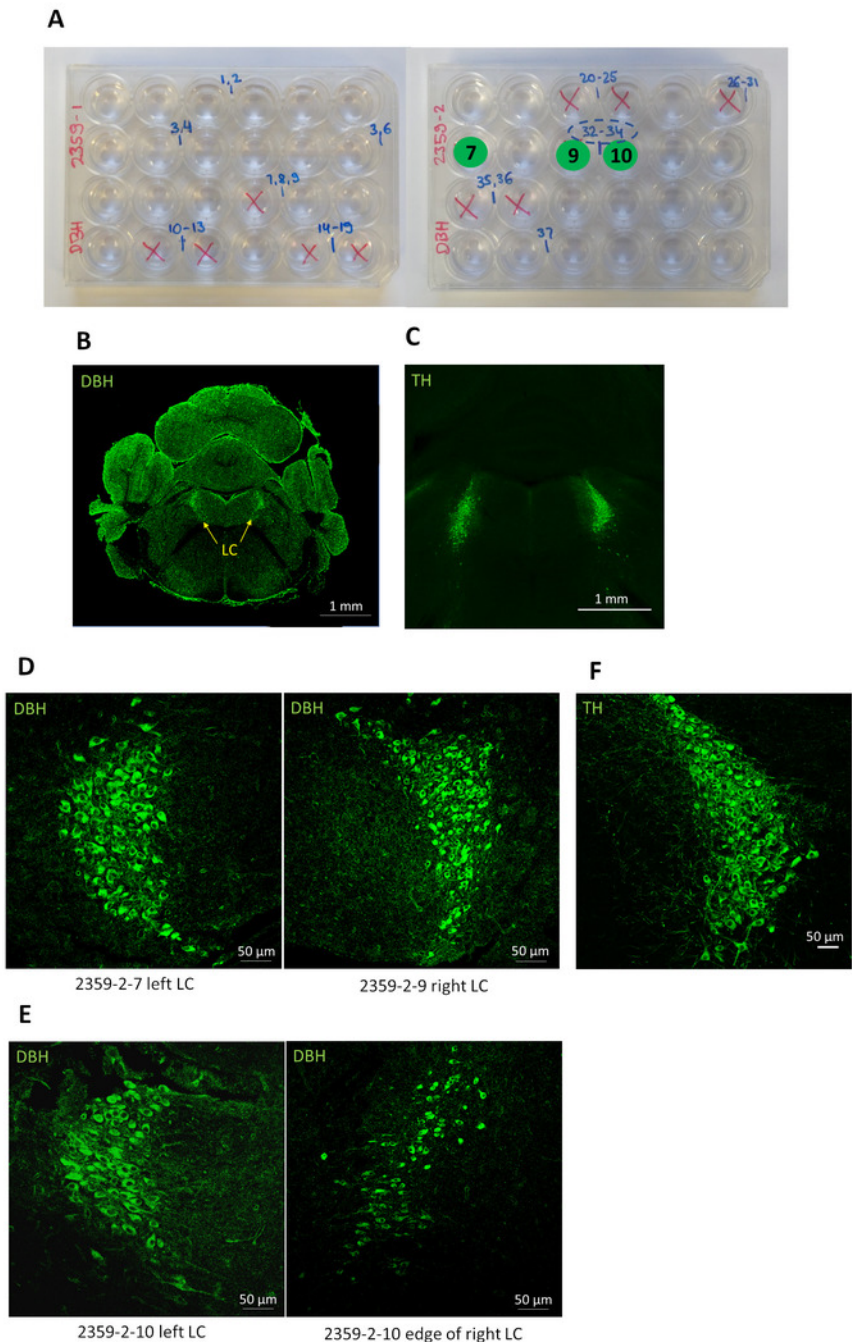 A
1,2
3,4
3,6
7,8,9
10-13
14-19
2359-1
DBH
20-25
26-31
32-34
7
9
10
35,36
37
2359-2
DBH
B
DBH
LC
1 mm
C
TH
1 mm
D
DBH
50 µm
2359-2-7 left LC
DBH
50 µm
2359-2-9 right LC
F
TH
50 µm
E
DBH
50 µm
2359-2-10 left LC
DBH
50 µm
2359-2-10 edge of right LC